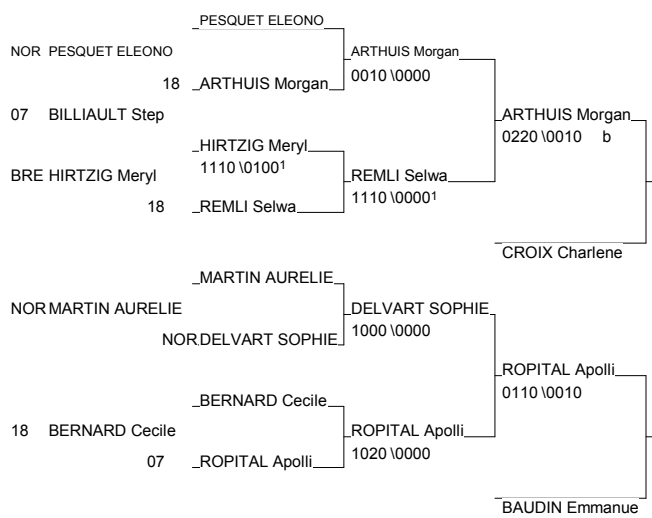 PESQUET ELEONO
NOR PESQUET ELEONO
ARTHUIS Morgan
18 ARTHUIS Morgan
0010 \0000
07 BILLIAULT Step
ARTHUIS Morgan
0220 \0010 b
HIRTZIG Meryl
1110 \0100¹
BRE HIRTZIG Meryl
REMLI Selwa
1110 \0000¹
18 REMLI Selwa
CROIX Charlene
MARTIN AURELIE
NOR MARTIN AURELIE
DELVART SOPHIE
1000 \0000
NOR DELVART SOPHIE
ROPITAL Apolli
0110 \0010
BERNARD Cecile
18 BERNARD Cecile
ROPITAL Apolli
1020 \0000
07 ROPITAL Apolli
BAUDIN Emmanue